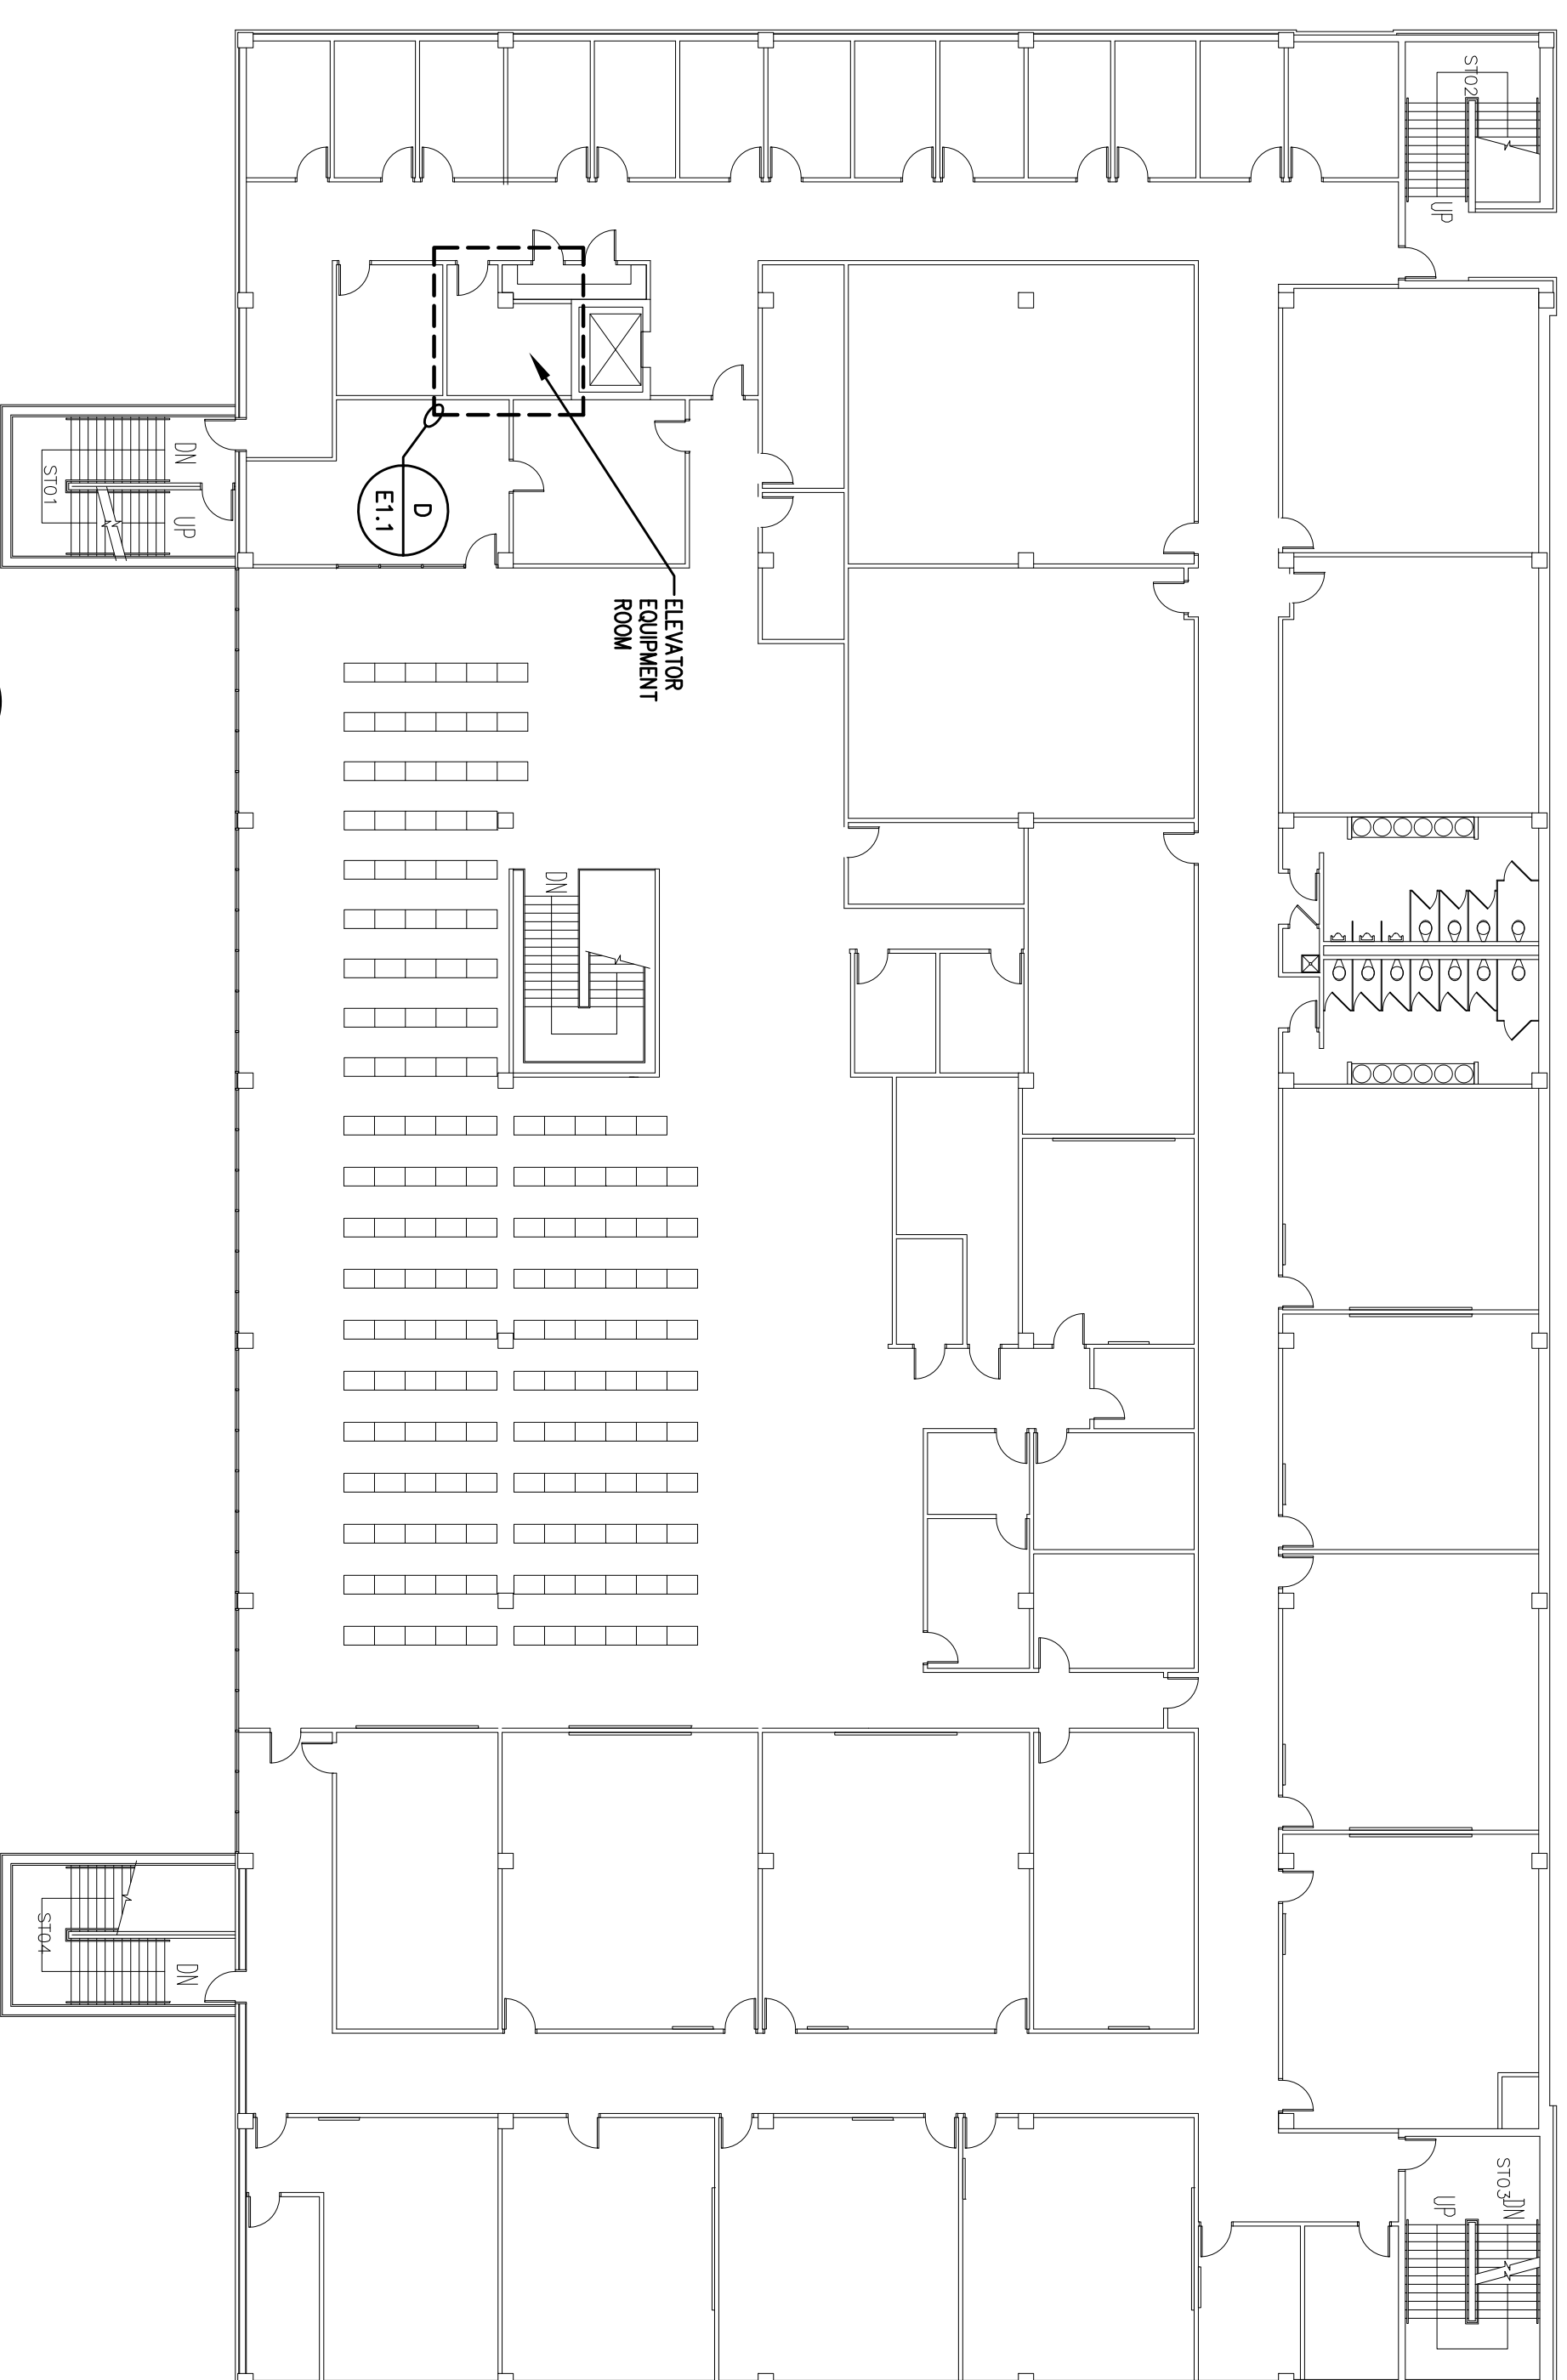 ST02
UP
DN
ST01
UP
D
E1.1
ELEVATOR
EQUIPMENT
ROOM
DN
ST04
DN
ST03
DN
UP